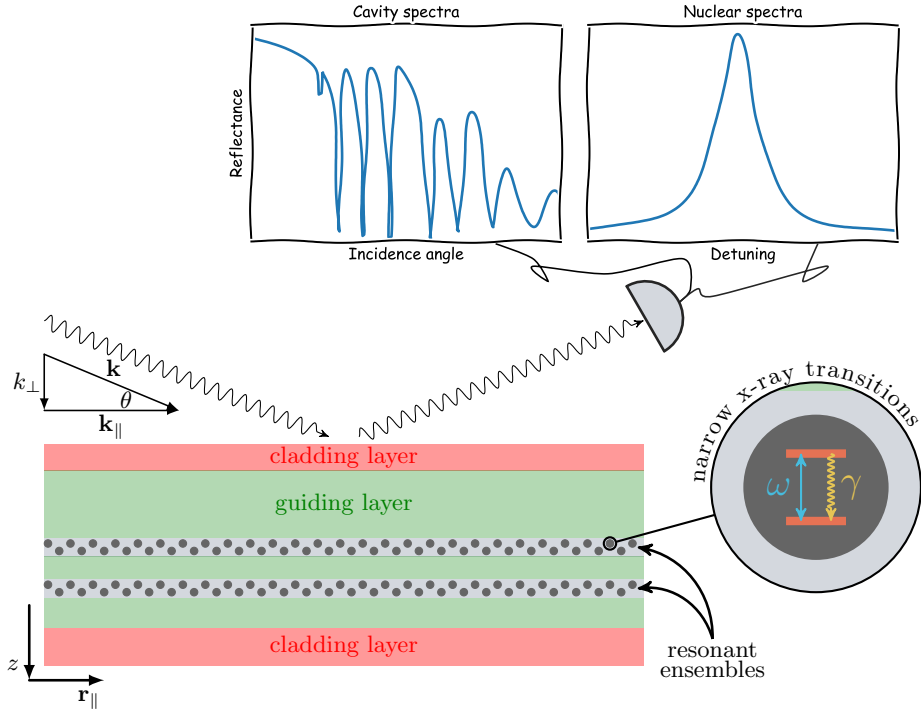 Cavity spectra
Nuclear spectra
Reflectance
Incidence angle
Detuning
k
k⊥
θ
k∥
narrow x-ray transitions
cladding layer
guiding layer
ω
γ
cladding layer
resonant
ensembles
z
r∥